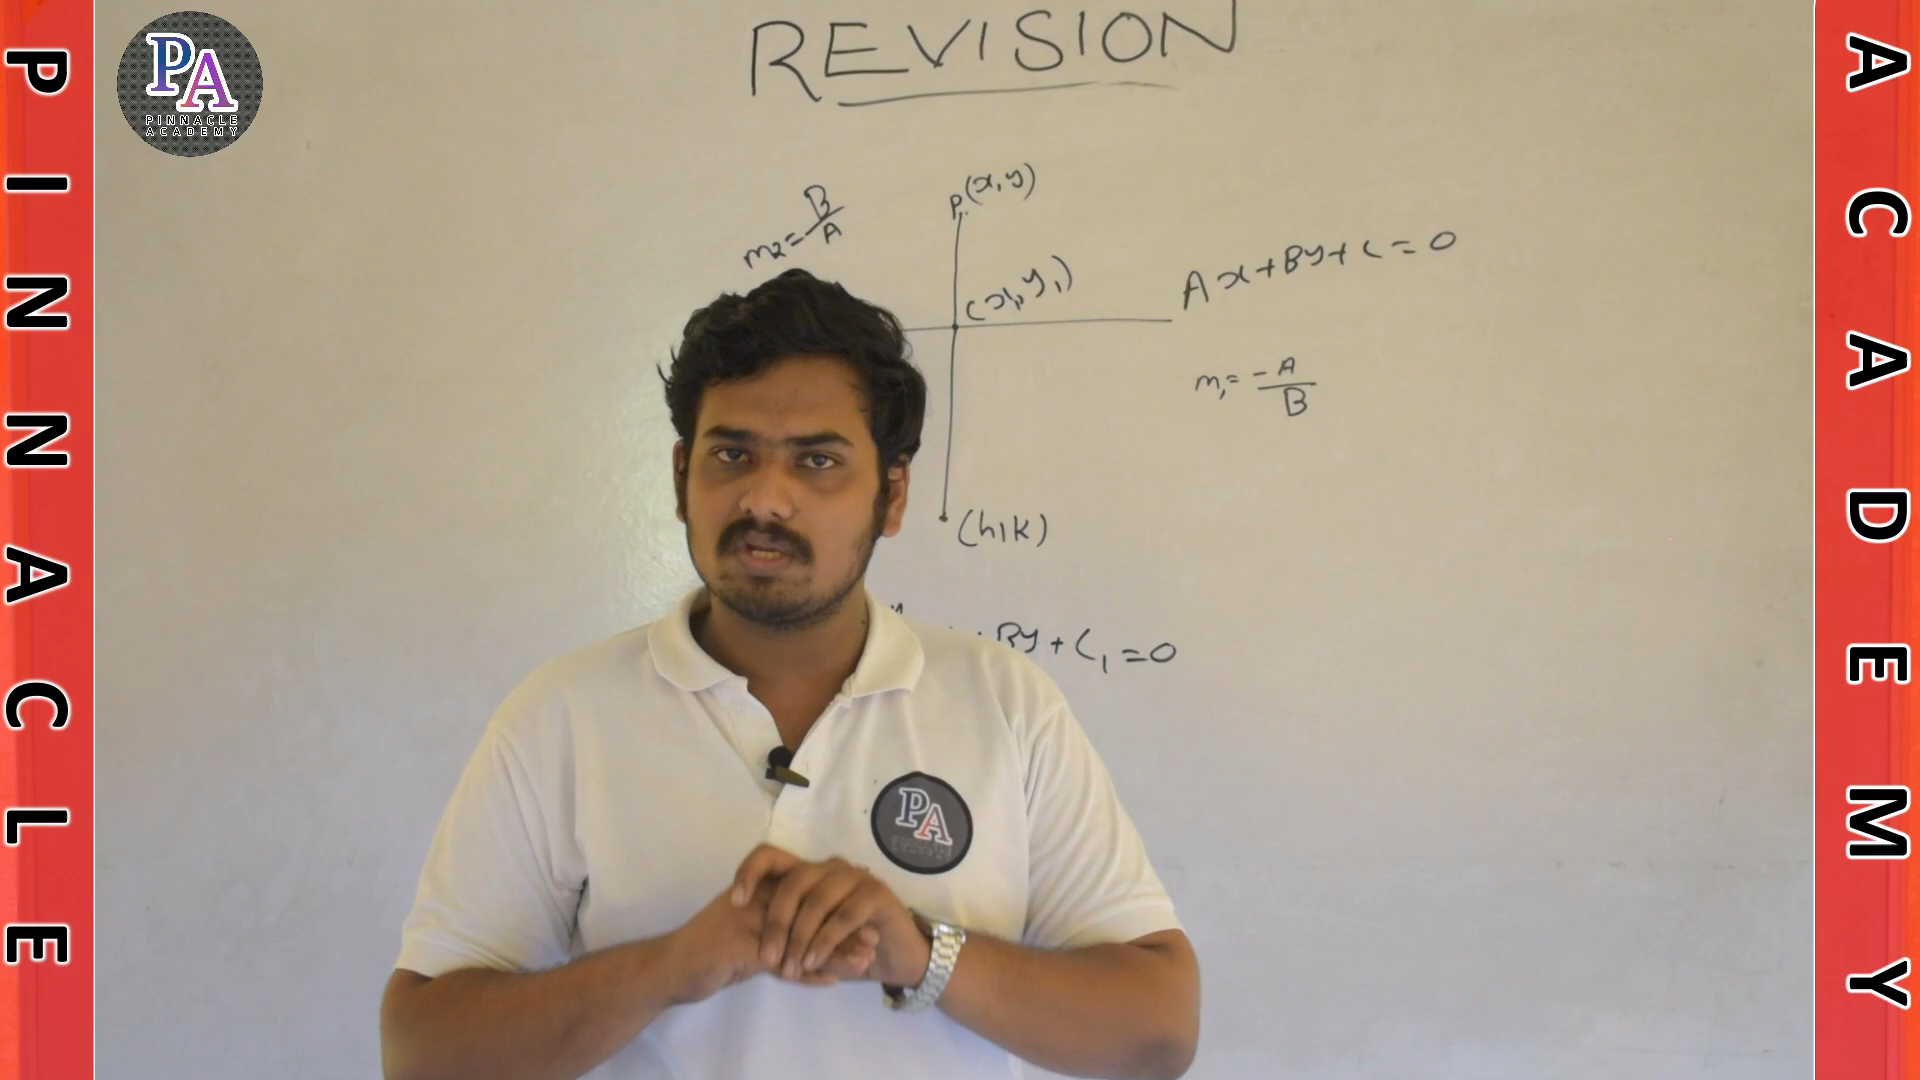 PINNACLE
PA
PINNACLE
ACADEMY
REVISION
P(x,y)
m2=B/A
(x1,y1)
Ax+By+C=0
m1=-A/B
(h,k)
By+C1=0
PA
ACADEMY